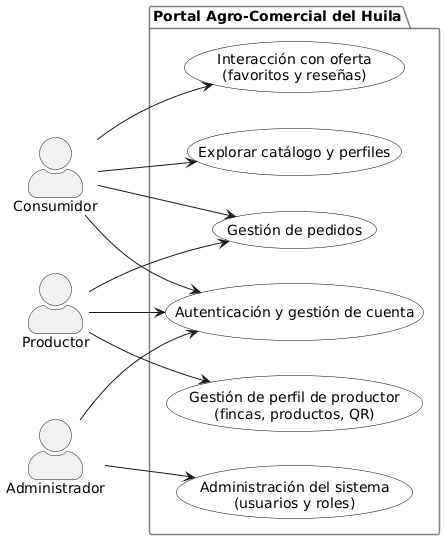 Portal Agro-Comercial del Huila
Interacción con oferta
(favoritos y reseñas)
Explorar catálogo y perfiles
Consumidor
Gestión de pedidos
Autenticación y gestión de cuenta
Productor
Gestión de perfil de productor
(fincas, productos, QR)
Administrador
Administración del sistema
(usuarios y roles)